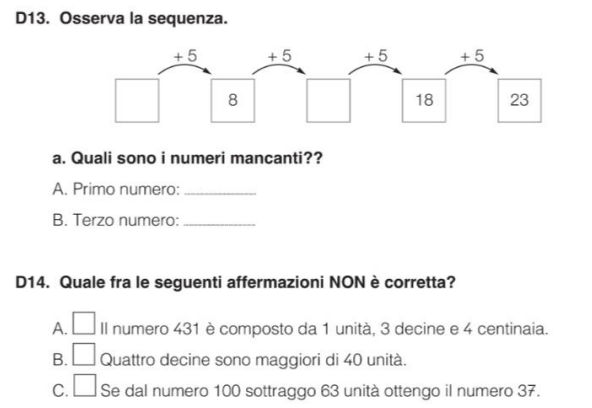 D13. Osserva la sequenza.
+ 5 + 5 + 5 + 5
8 18 23
a. Quali sono i numeri mancanti??
A. Primo numero: ________
B. Terzo numero: ________
D14. Quale fra le seguenti affermazioni NON è corretta?
A. Il numero 431 è composto da 1 unità, 3 decine e 4 centinaia.
B. Quattro decine sono maggiori di 40 unità.
C. Se dal numero 100 sottraggo 63 unità ottengo il numero 37.